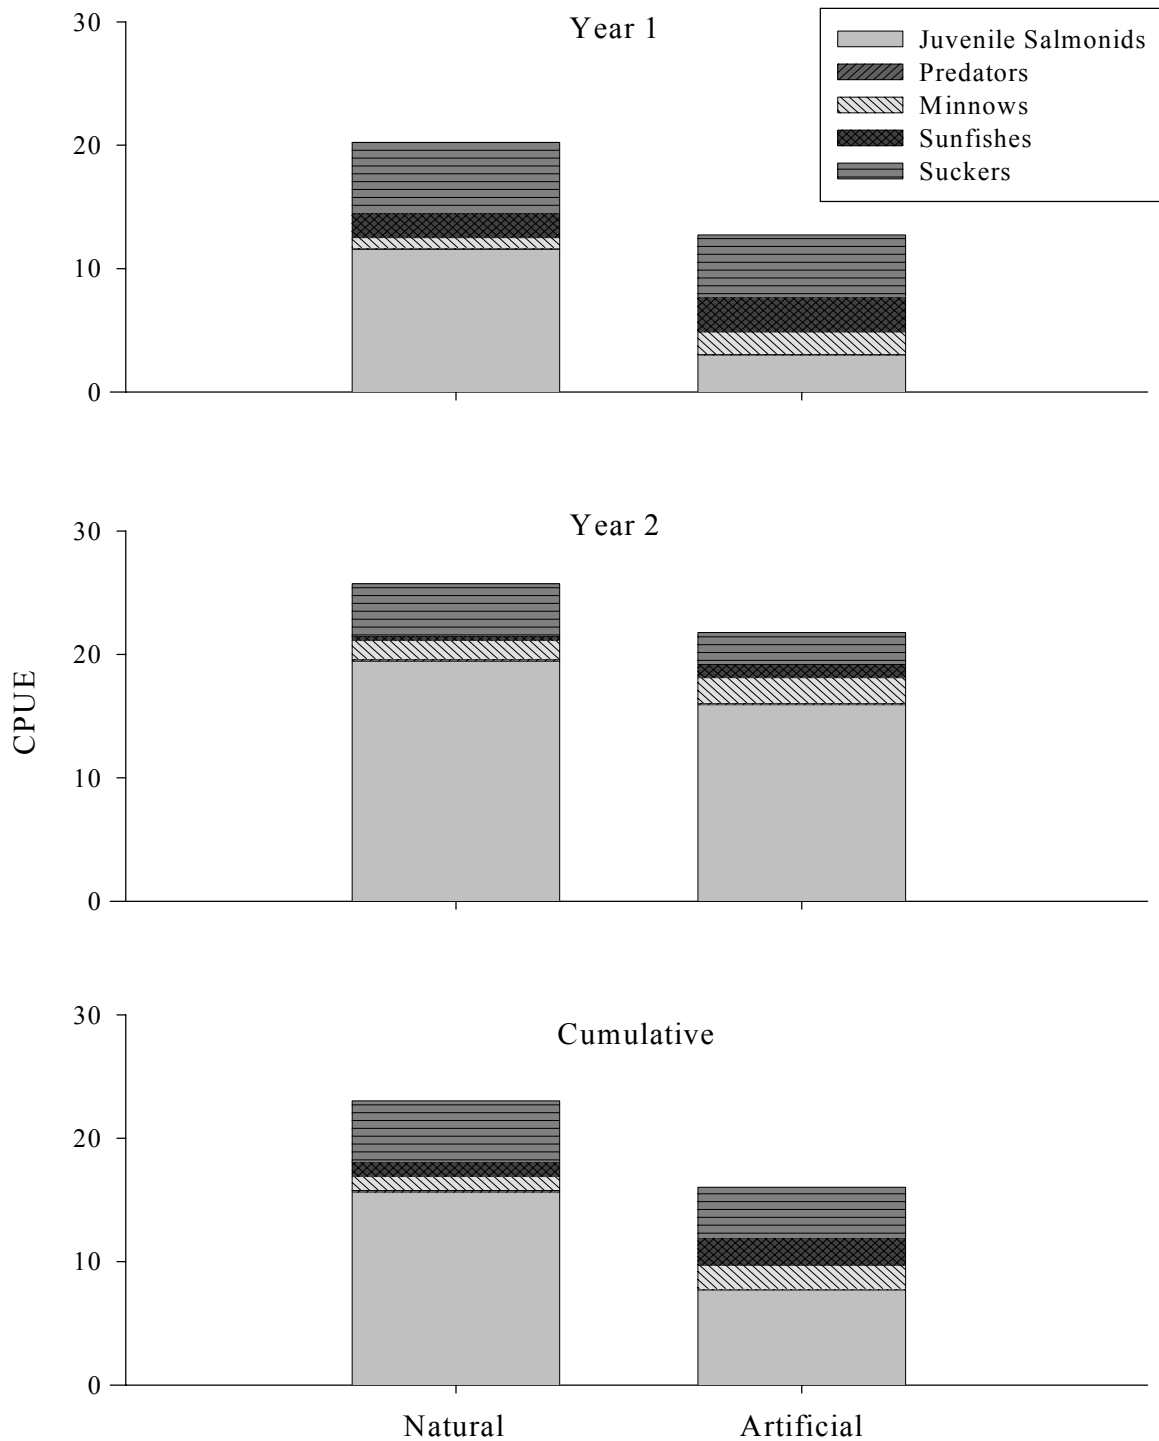 Year 1
30
20
10
0
Juvenile Salmonids
Predators
Minnows
Sunfishes
Suckers
Year 2
30
20
10
0
CPUE
Cumulative
30
20
10
0
Natural Artificial